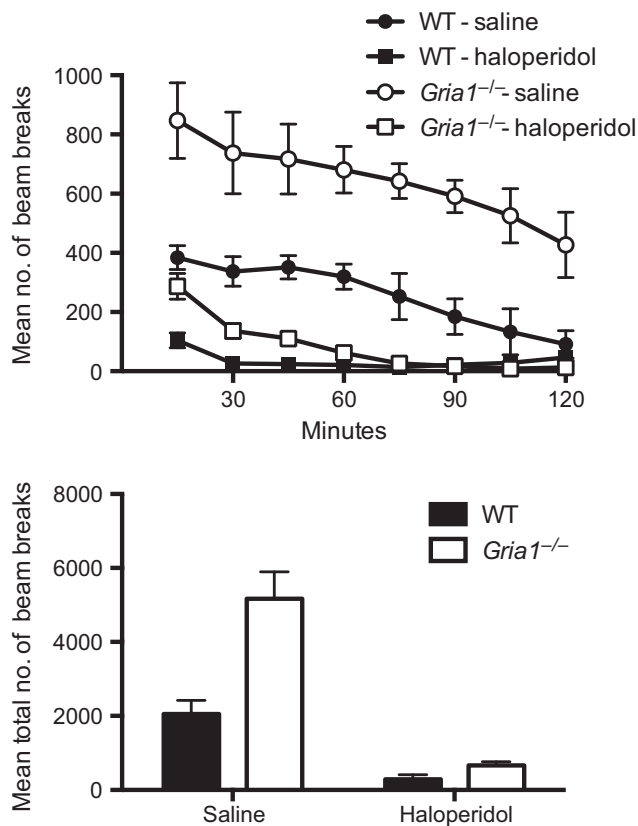 WT - saline
WT - haloperidol
Gria1–/–- saline
Gria1–/–- haloperidol
1000
800
600
400
200
0
Mean no. of beam breaks
30 60 90 120
Minutes
8000
6000
4000
2000
0
Mean total no. of beam breaks
WT
Gria1–/–
Saline Haloperidol